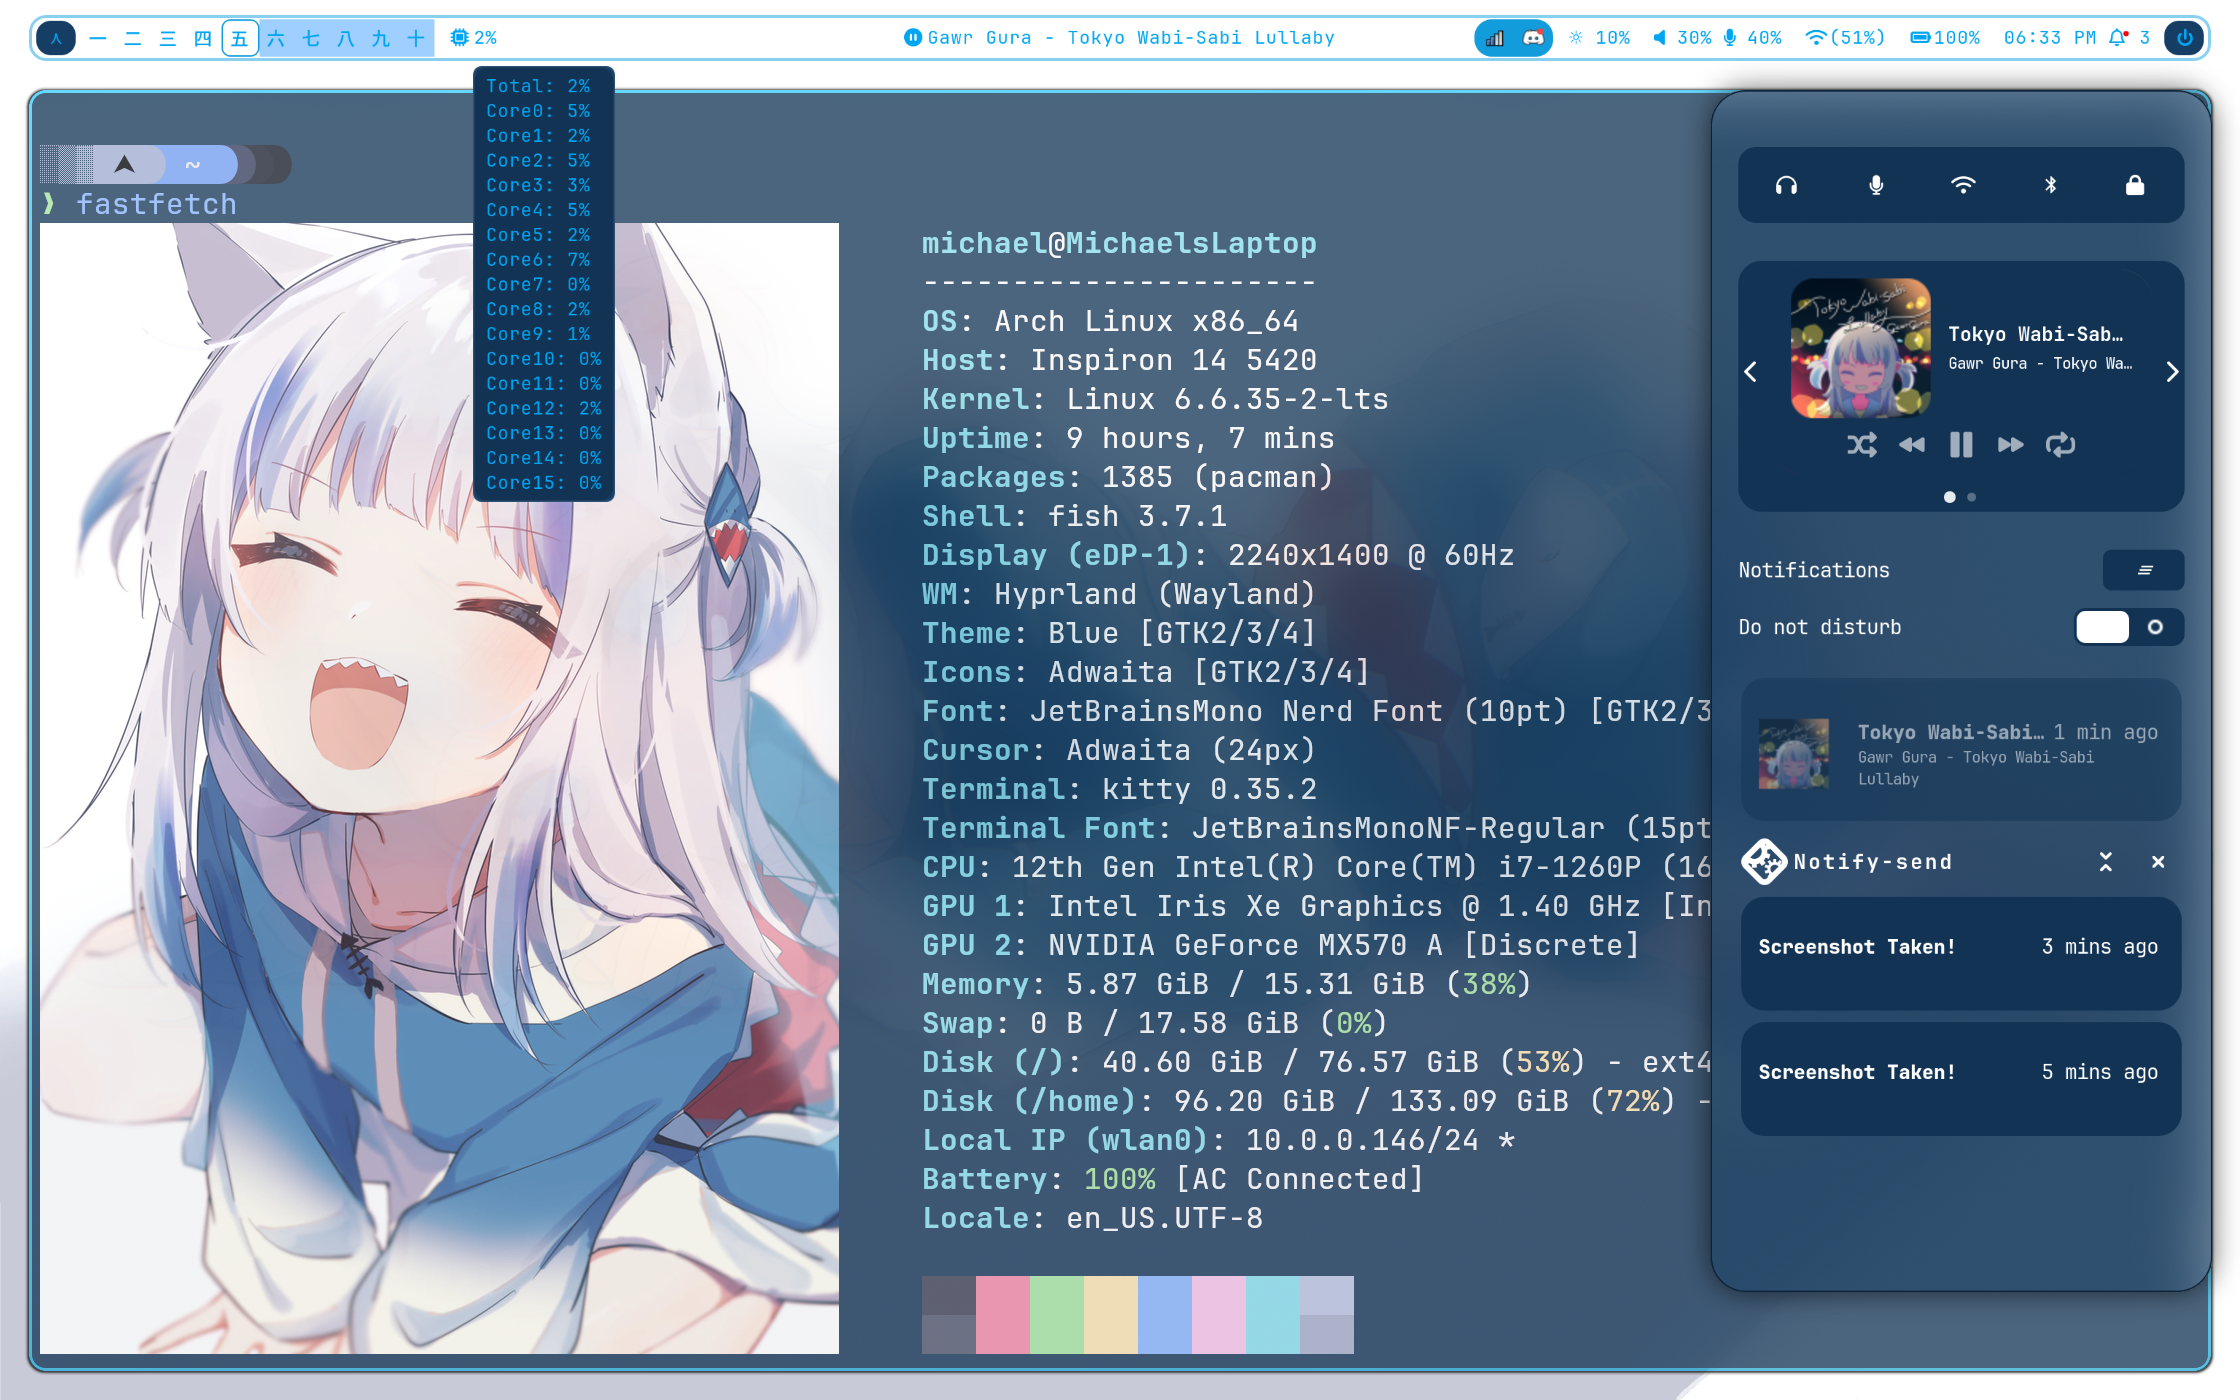 一 二 三 四 五 六 七 八 九 十 2%
Gawr Gura - Tokyo Wabi-Sabi Lullaby
10% 30% 40% (51%) 100% 06:33 PM 3
Total: 2%
Core0: 5%
Core1: 2%
Core2: 5%
Core3: 3%
Core4: 5%
Core5: 2%
Core6: 7%
Core7: 0%
Core8: 2%
Core9: 1%
Core10: 0%
Core11: 0%
Core12: 2%
Core13: 0%
Core14: 0%
Core15: 0%
~
❯ fastfetch
michael@MichaelsLaptop
----------------------
OS: Arch Linux x86_64
Host: Inspiron 14 5420
Kernel: Linux 6.6.35-2-lts
Uptime: 9 hours, 7 mins
Packages: 1385 (pacman)
Shell: fish 3.7.1
Display (eDP-1): 2240x1400 @ 60Hz
WM: Hyprland (Wayland)
Theme: Blue [GTK2/3/4]
Icons: Adwaita [GTK2/3/4]
Font: JetBrainsMono Nerd Font (10pt) [GTK2/3
Cursor: Adwaita (24px)
Terminal: kitty 0.35.2
Terminal Font: JetBrainsMonoNF-Regular (15pt
CPU: 12th Gen Intel(R) Core(TM) i7-1260P (16
GPU 1: Intel Iris Xe Graphics @ 1.40 GHz [In
GPU 2: NVIDIA GeForce MX570 A [Discrete]
Memory: 5.87 GiB / 15.31 GiB (38%)
Swap: 0 B / 17.58 GiB (0%)
Disk (/): 40.60 GiB / 76.57 GiB (53%) - ext4
Disk (/home): 96.20 GiB / 133.09 GiB (72%) -
Local IP (wlan0): 10.0.0.146/24 *
Battery: 100% [AC Connected]
Locale: en_US.UTF-8
Tokyo Wabi-Sabi
Lullaby
Tokyo Wabi-Sab…
Gawr Gura - Tokyo Wa…
Notifications
Do not disturb
Tokyo Wabi-Sabi… 1 min ago
Gawr Gura - Tokyo Wabi-Sabi
Lullaby
Notify-send
Screenshot Taken! 3 mins ago
Screenshot Taken! 5 mins ago